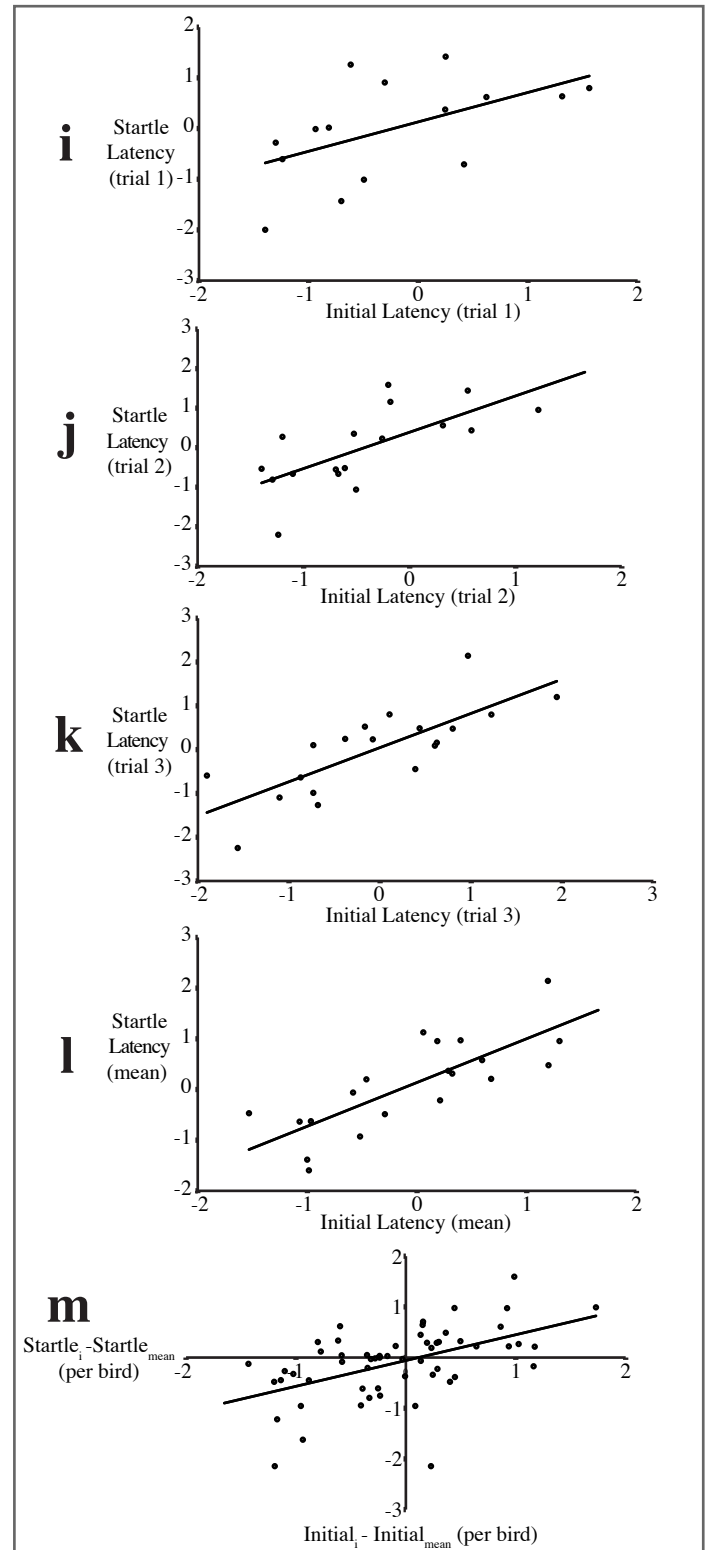 2
1
i
Startle
Latency
(trial 1)
0
-1
-2
-3
-2
-1
0
1
2
Initial Latency (trial 1)
3
2
1
j
Startle
Latency
(trial 2)
0
-1
-2
-3
-2
-1
0
1
2
Initial Latency (trial 2)
3
2
1
k
Startle
Latency
(trial 3)
0
-1
-2
-3
-2
-1
0
1
2
3
Initial Latency (trial 3)
3
2
1
l
Startle
Latency
(mean)
0
-1
-2
-2
-1
0
1
2
Initial Latency (mean)
2
m
1
Startlei-Startlemean
(per bird)
-2
-1
1
2
-1
-2
-3
Initiali - Initialmean (per bird)